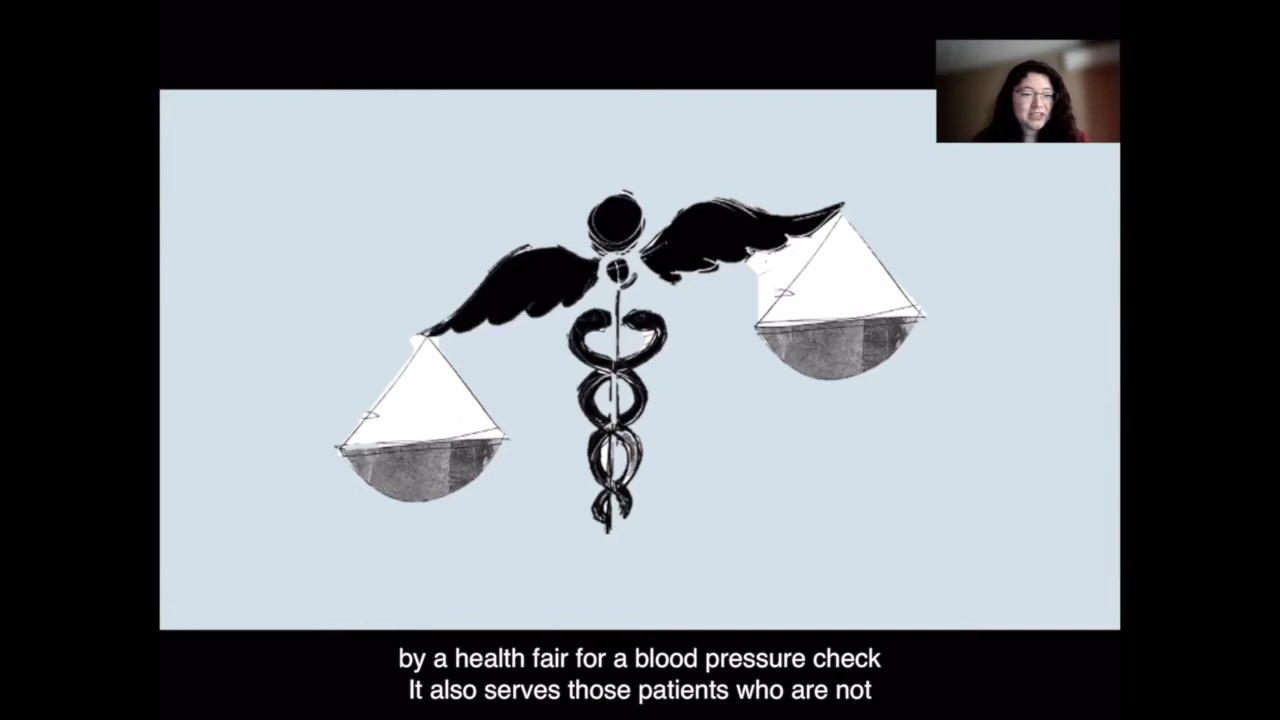 by a health fair for a blood pressure check
It also serves those patients who are not